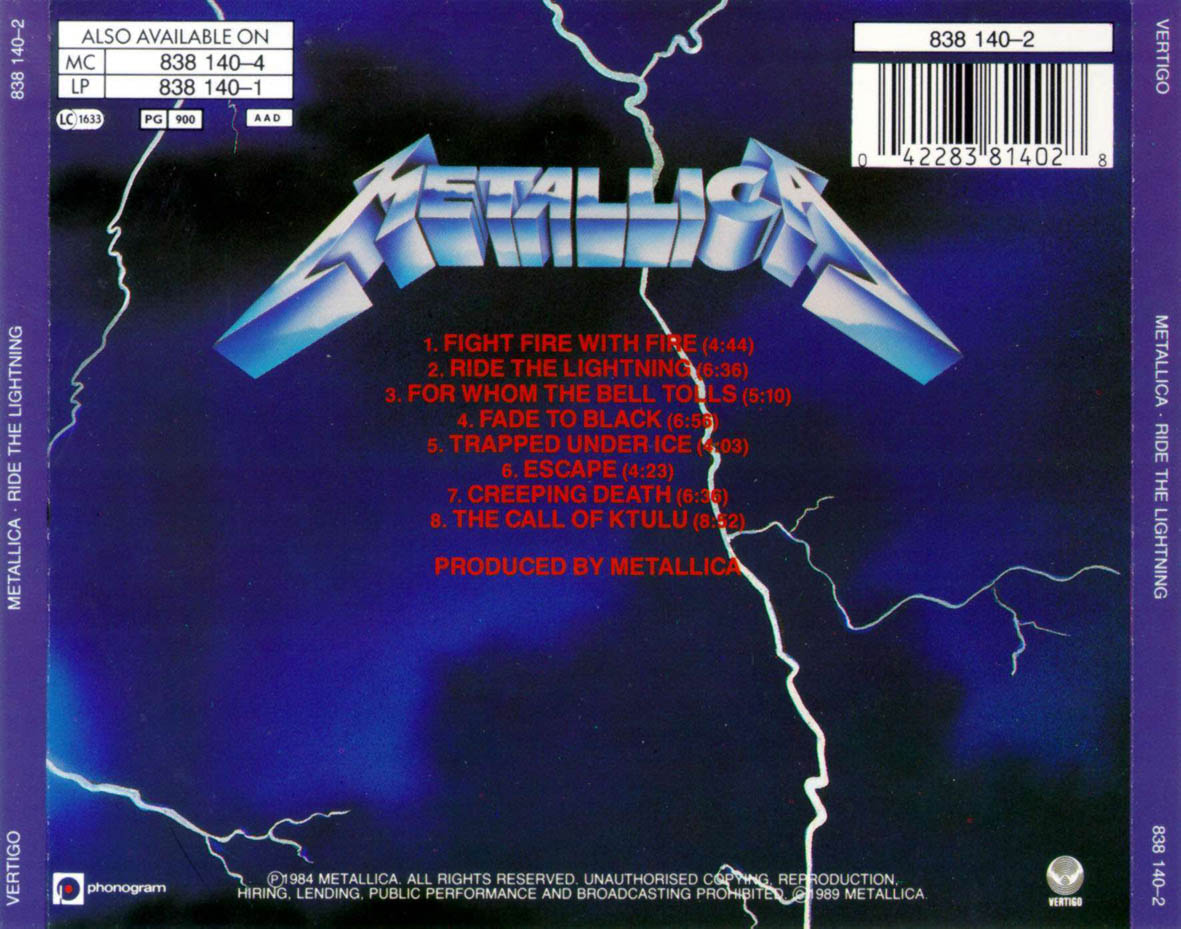 838 140–2
METALLICA · RIDE THE LIGHTNING
VERTIGO
ALSO AVAILABLE ON
MC 838 140–4
LP 838 140–1
LC 1633
PG 900
AAD
838 140–2
0 42283 81402 8
METALLICA
1. FIGHT FIRE WITH FIRE (4:44)
2. RIDE THE LIGHTNING (6:36)
3. FOR WHOM THE BELL TOLLS (5:10)
4. FADE TO BLACK (6:56)
5. TRAPPED UNDER ICE (4:03)
6. ESCAPE (4:23)
7. CREEPING DEATH (6:36)
8. THE CALL OF KTULU (8:52)
PRODUCED BY METALLICA
phonogram
Ⓟ1984 METALLICA. ALL RIGHTS RESERVED. UNAUTHORISED COPYING, REPRODUCTION,
HIRING, LENDING, PUBLIC PERFORMANCE AND BROADCASTING PROHIBITED. ©1989 METALLICA.
VERTIGO
VERTIGO
METALLICA · RIDE THE LIGHTNING
838 140–2